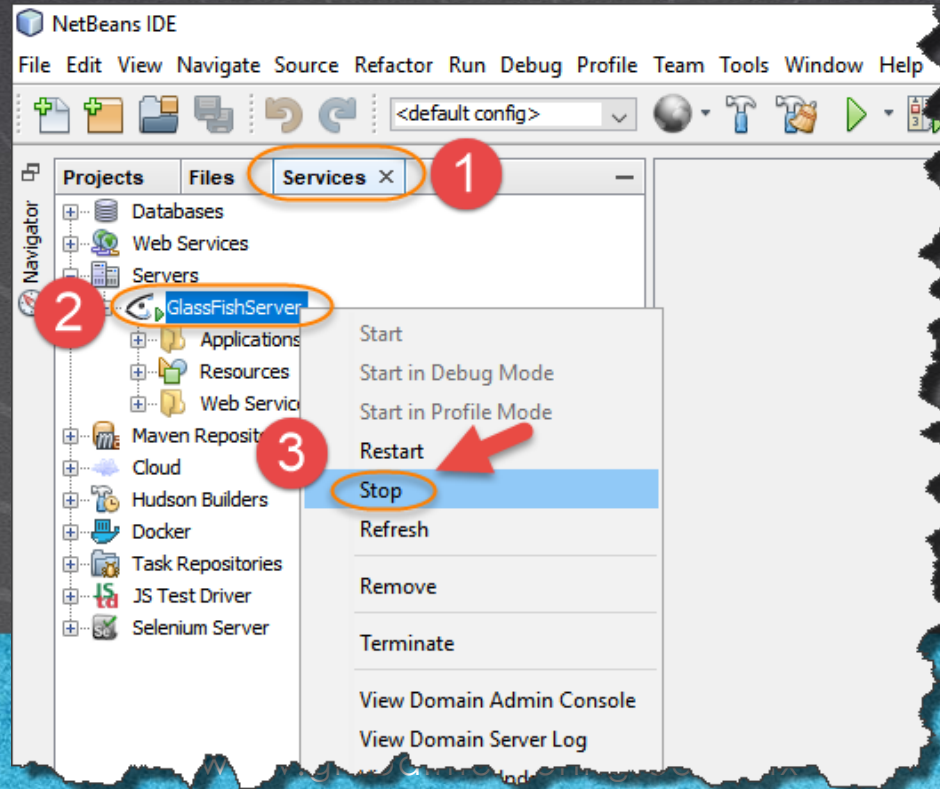 NetBeans IDE
File Edit View Navigate Source Refactor Run Debug Profile Team Tools Window Help
<default config>
Projects Files Services 1
Navigator
Databases
Web Services
Servers
2 GlassFishServer
Applications
Resources
Web Servic
Maven Reposit
Cloud
Hudson Builders
Docker
Task Repositories
JS Test Driver
Selenium Server
Start
Start in Debug Mode
Start in Profile Mode
Restart
3 Stop
Refresh
Remove
Terminate
View Domain Admin Console
View Domain Server Log